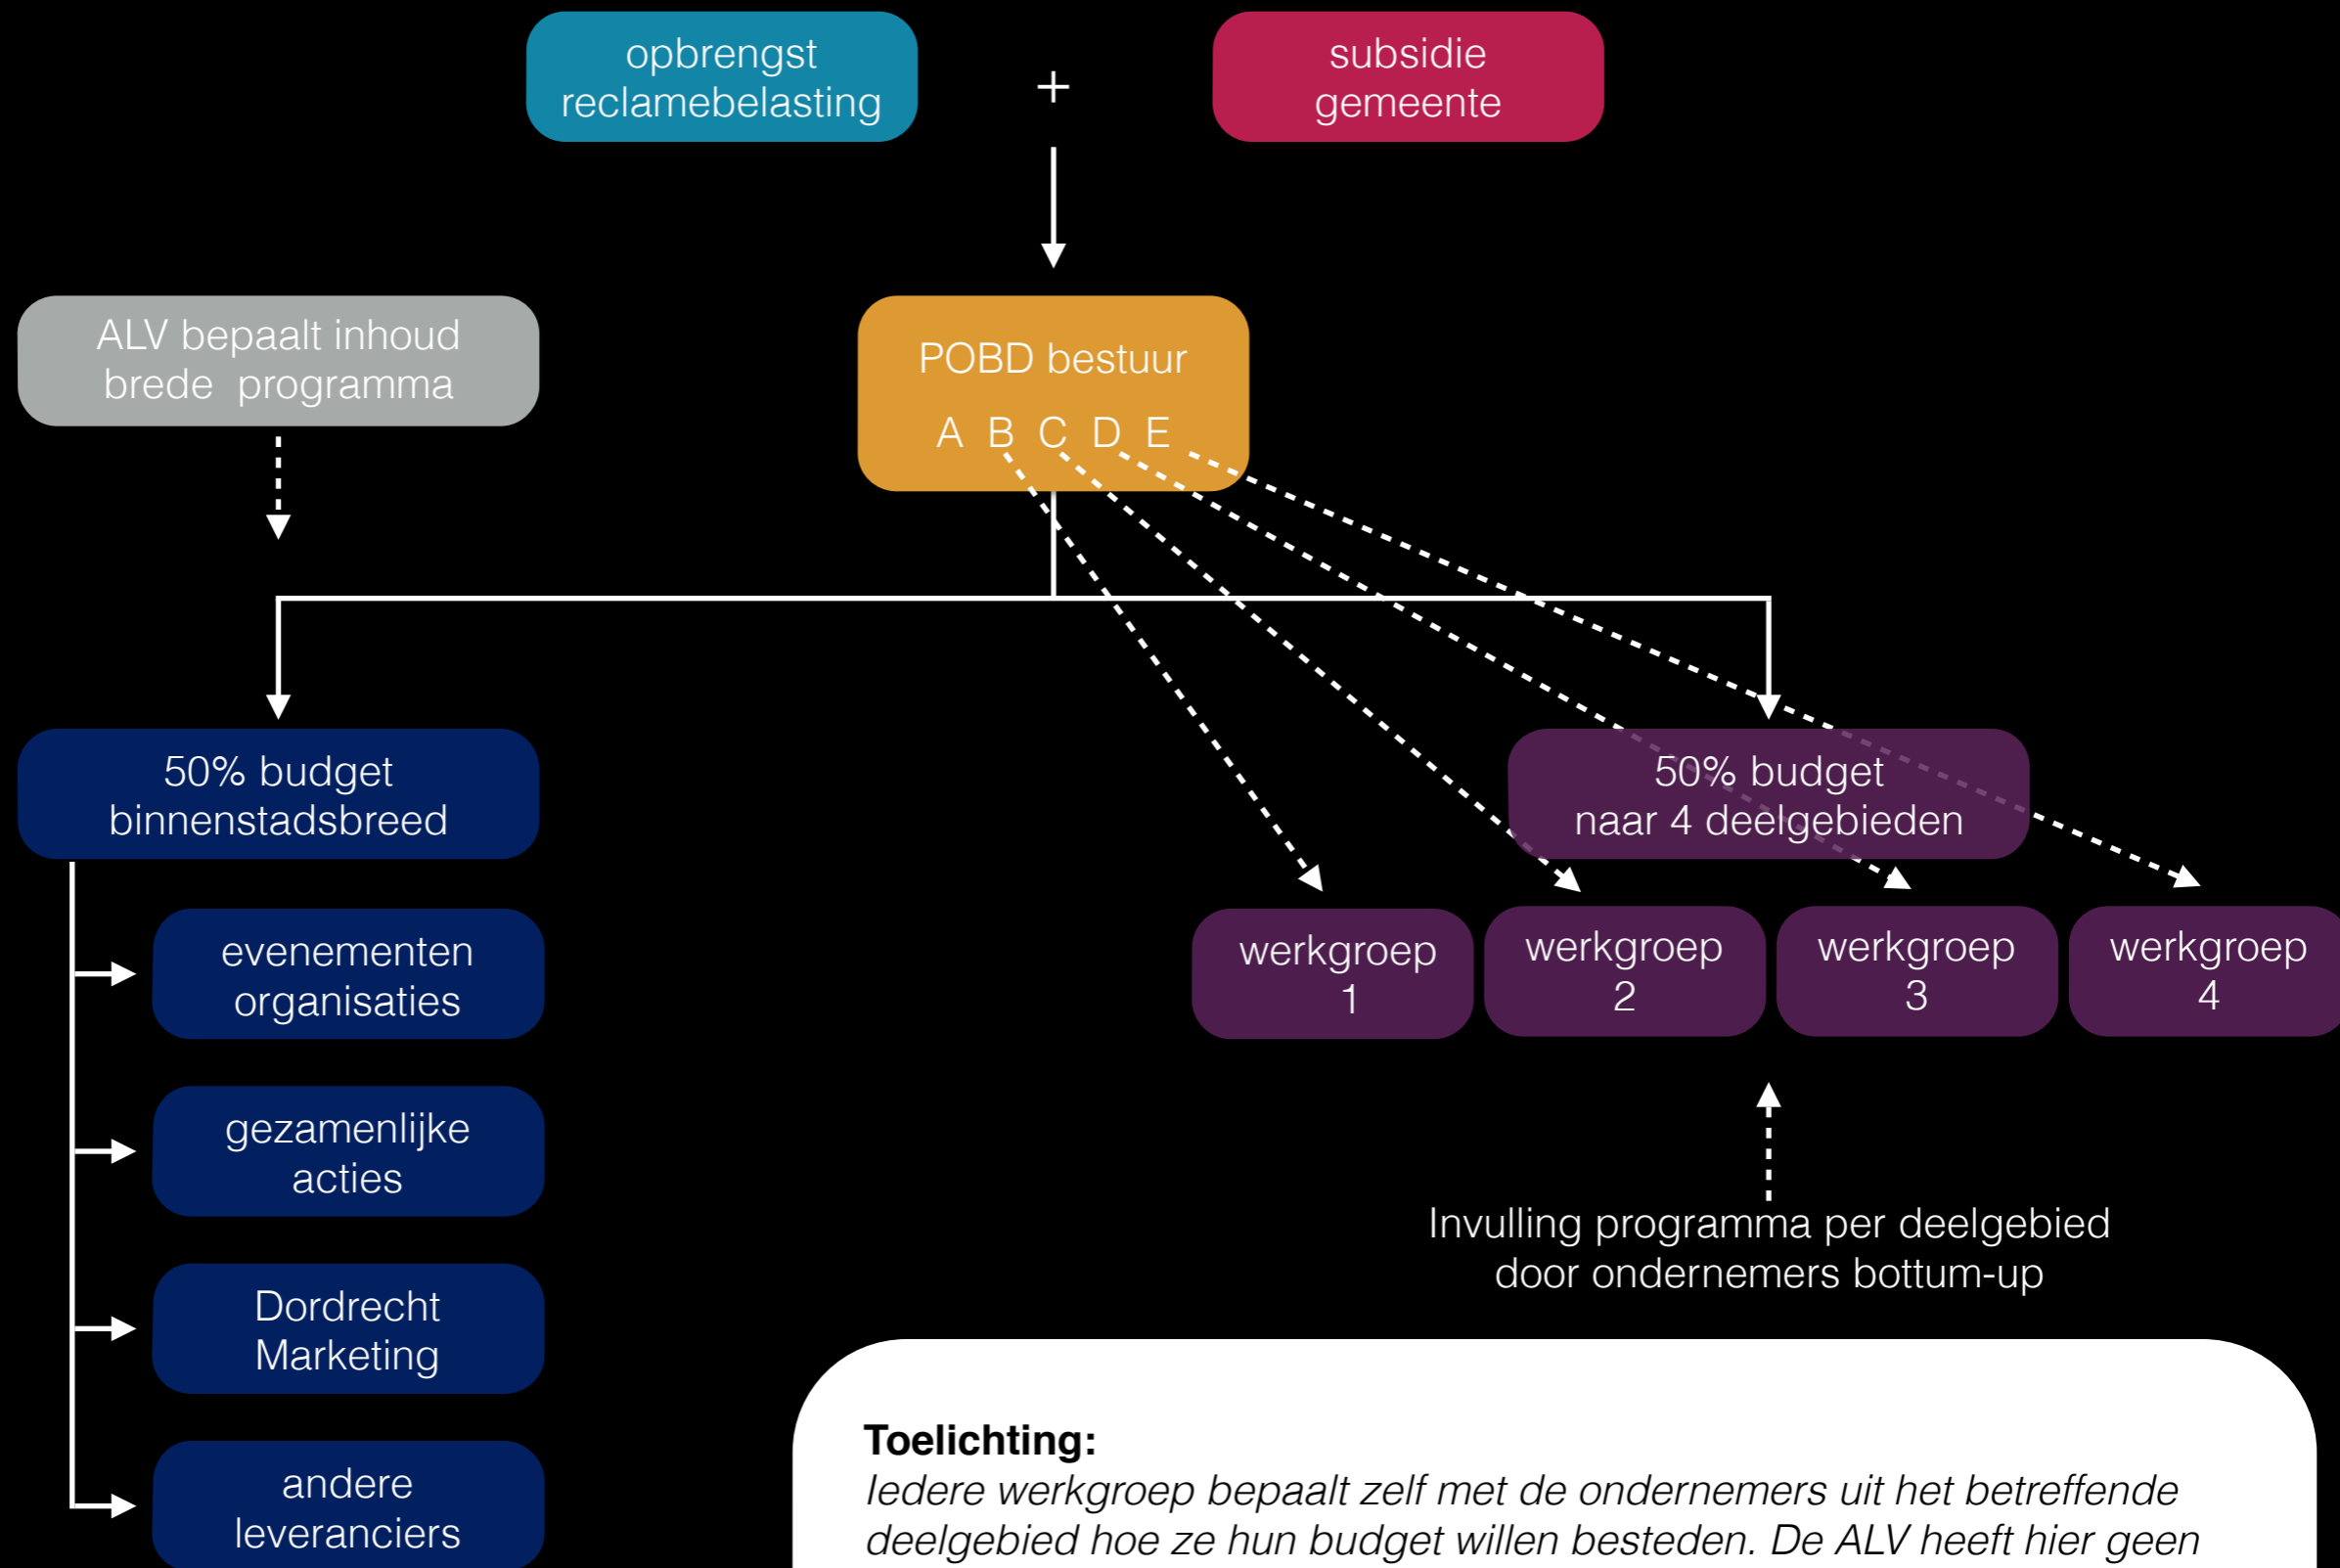 opbrengst
reclamebelasting
+
subsidie
gemeente
ALV bepaalt inhoud
brede programma
POBD bestuur
A B C D E
50% budget
binnenstadsbreed
50% budget
naar 4 deelgebieden
evenementen
organisaties
werkgroep
1
werkgroep
2
werkgroep
3
werkgroep
4
gezamenlijke
acties
Invulling programma per deelgebied
door ondernemers bottum-up
Dordrecht
Marketing
andere
leveranciers
Toelichting:
Iedere werkgroep bepaalt zelf met de ondernemers uit het betreffende
deelgebied hoe ze hun budget willen besteden. De ALV heeft hier geen